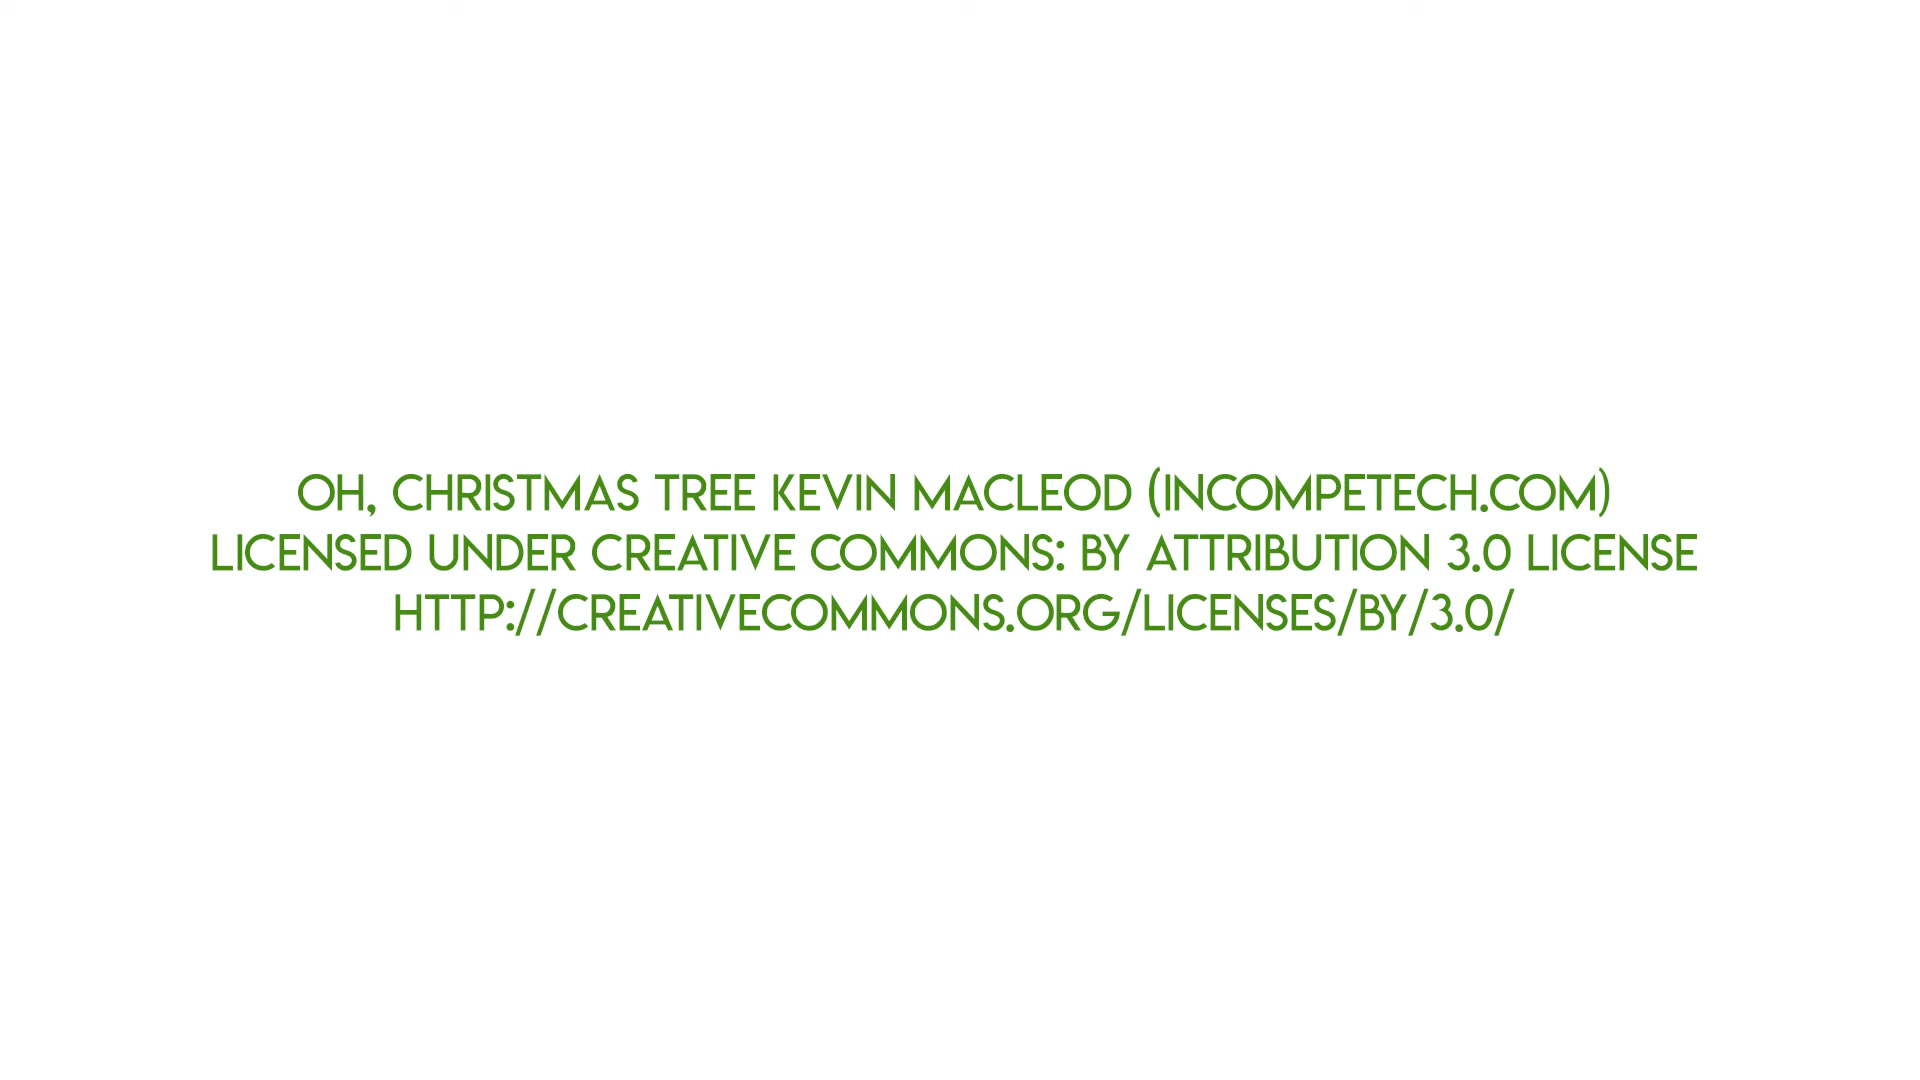 OH, CHRISTMAS TREE KEVIN MACLEOD (INCOMPETECH.COM)
LICENSED UNDER CREATIVE COMMONS: BY ATTRIBUTION 3.0 LICENSE
HTTP://CREATIVECOMMONS.ORG/LICENSES/BY/3.0/